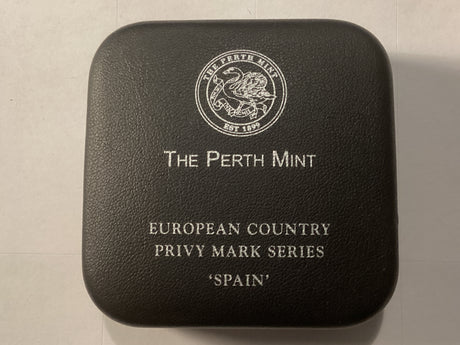 THE PERTH MINT
EST 1899
THE PERTH MINT
EUROPEAN COUNTRY
PRIVY MARK SERIES
'SPAIN'